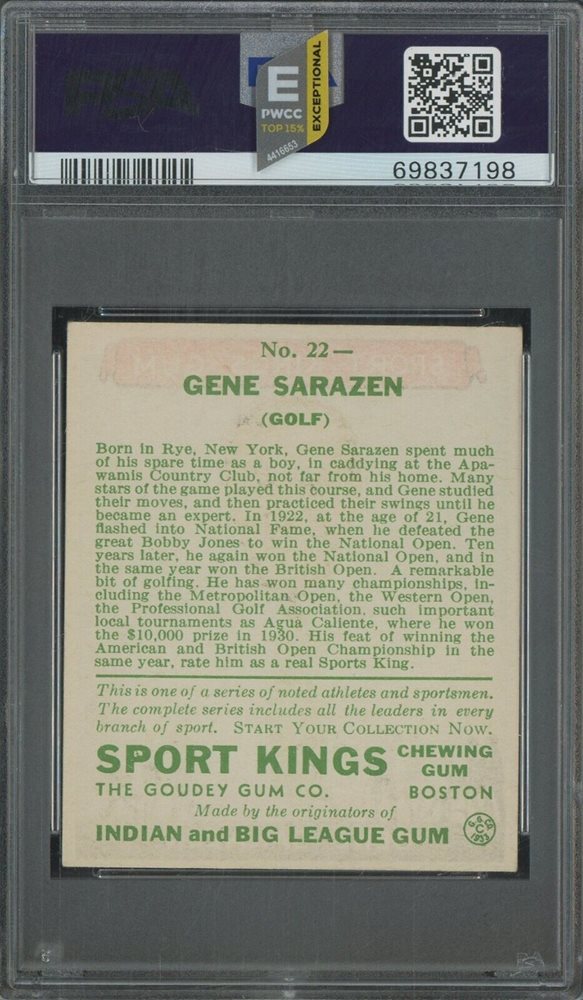 PSA
E
PWCC
TOP 15%
EXCEPTIONAL
4416653
69837198
No. 22—
GENE SARAZEN
(GOLF)
Born in Rye, New York, Gene Sarazen spent much
of his spare time as a boy, in caddying at the Apa-
wamis Country Club, not far from his home. Many
stars of the game played this course, and Gene studied
their moves, and then practiced their swings until he
became an expert. In 1922, at the age of 21, Gene
flashed into National Fame, when he defeated the
great Bobby Jones to win the National Open. Ten
years later, he again won the National Open, and in
the same year won the British Open. A remarkable
bit of golfing. He has won many championships, in-
cluding the Metropolitan Open, the Western Open,
the Professional Golf Association, such important
local tournaments as Agua Caliente, where he won
the $10,000 prize in 1930. His feat of winning the
American and British Open Championship in the
same year, rate him as a real Sports King.
This is one of a series of noted athletes and sportsmen.
The complete series includes all the leaders in every
branch of sport. START YOUR COLLECTION NOW.
SPORT KINGS CHEWING GUM
THE GOUDEY GUM CO. BOSTON
Made by the originators of
INDIAN and BIG LEAGUE GUM
G. G. CO.
C
1933